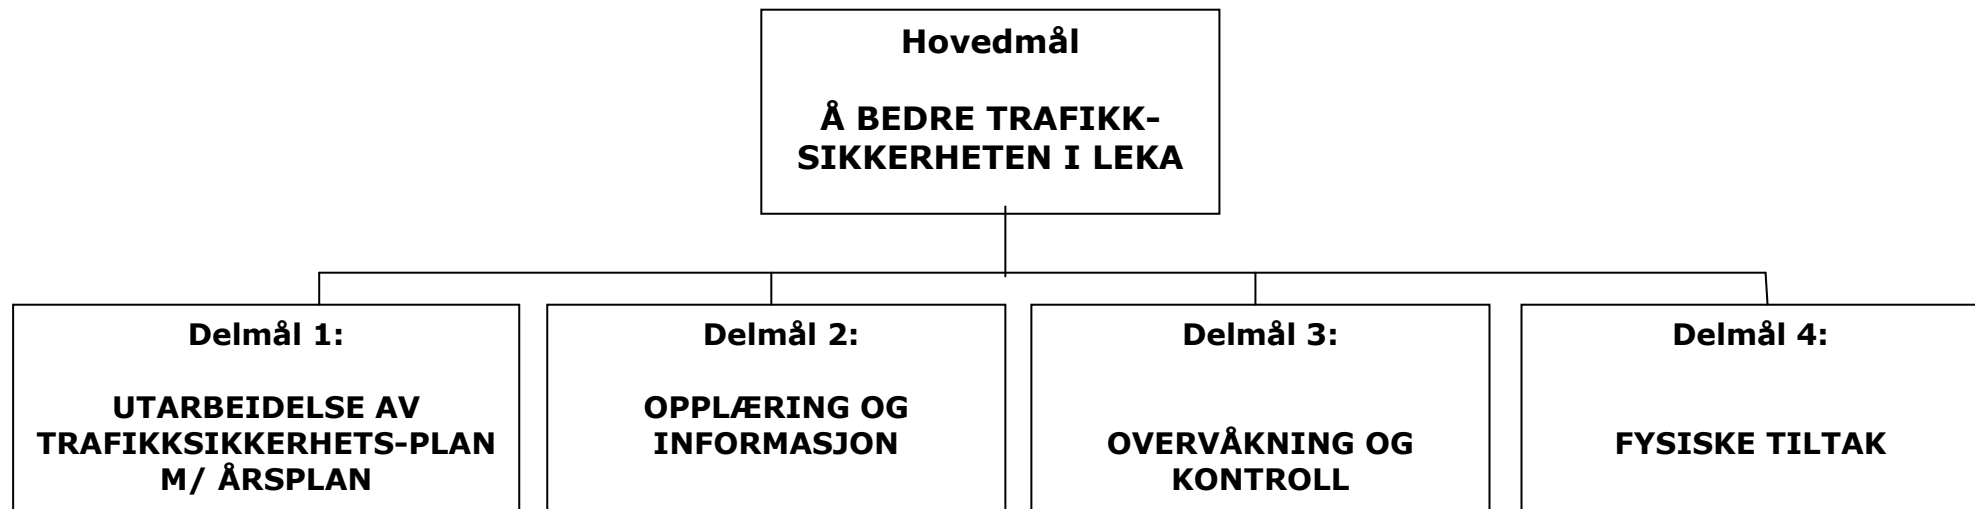 Hovedmål
Å BEDRE TRAFIKK-
SIKKERHETEN I LEKA
Delmål 1:
UTARBEIDELSE AV
TRAFIKKSIKKERHETS-PLAN
M/ ÅRSPLAN
Delmål 2:
OPPLÆRING OG
INFORMASJON
Delmål 3:
OVERVÅKNING OG
KONTROLL
Delmål 4:
FYSISKE TILTAK